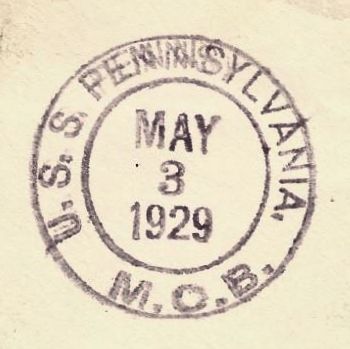 U. S. S. PENNSYLVANIA.
MAY
3
1929
M.C.B.